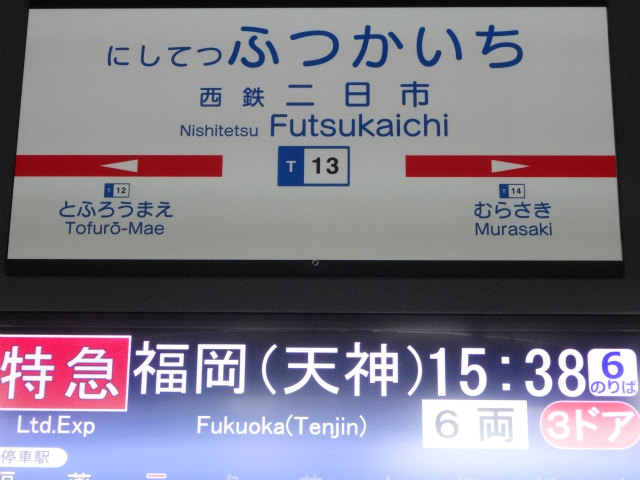 にしてつふつかいち
西鉄二日市
Nishitetsu Futsukaichi
T 13
T 12
とふろうまえ
Tofurō-Mae
T 14
むらさき
Murasaki
特急 福岡(天神) 15:38 6のりば
Ltd.Exp Fukuoka(Tenjin) 6両 3ドア
停車駅